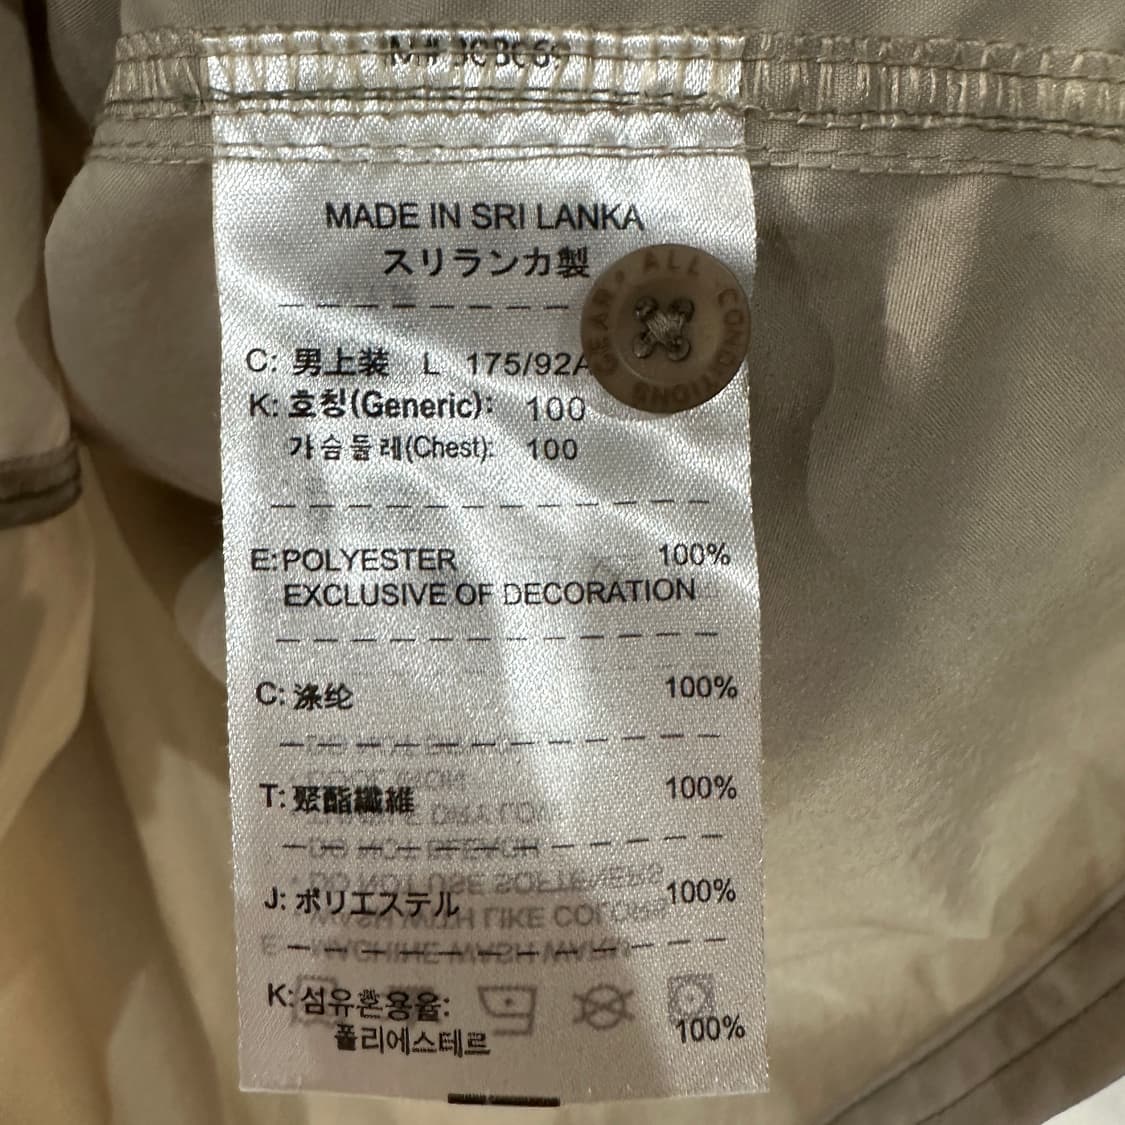 MADE IN SRI LANKA
スリランカ製
ALL CONDITIONS GEAR
C: 男上装 L 175/92A
K: 호칭(Generic): 100
가슴둘레(Chest): 100
E:POLYESTER 100%
EXCLUSIVE OF DECORATION
C: 涤纶 100%
T: 聚酯纖維 100%
J: ポリエステル 100%
K: 섬유혼용율:
폴리에스테르 100%